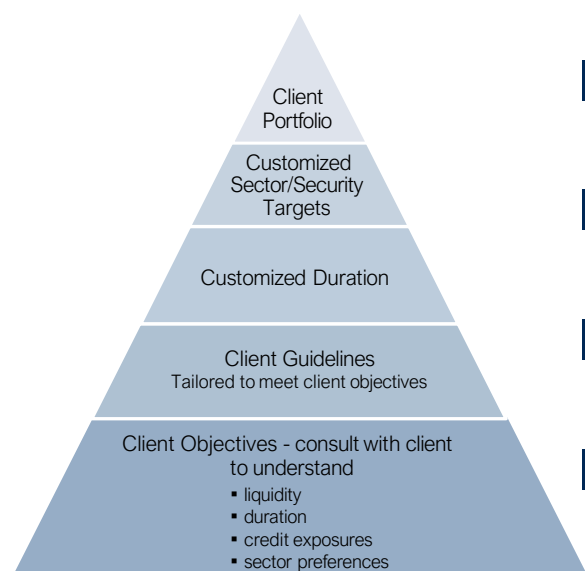 Client
Portfolio
Customized
Sector/Security
Targets
Customized Duration
Client Guidelines
Tailored to meet client objectives
Client Objectives - consult with client
to understand
▪ liquidity
▪ duration
▪ credit exposures
▪ sector preferences